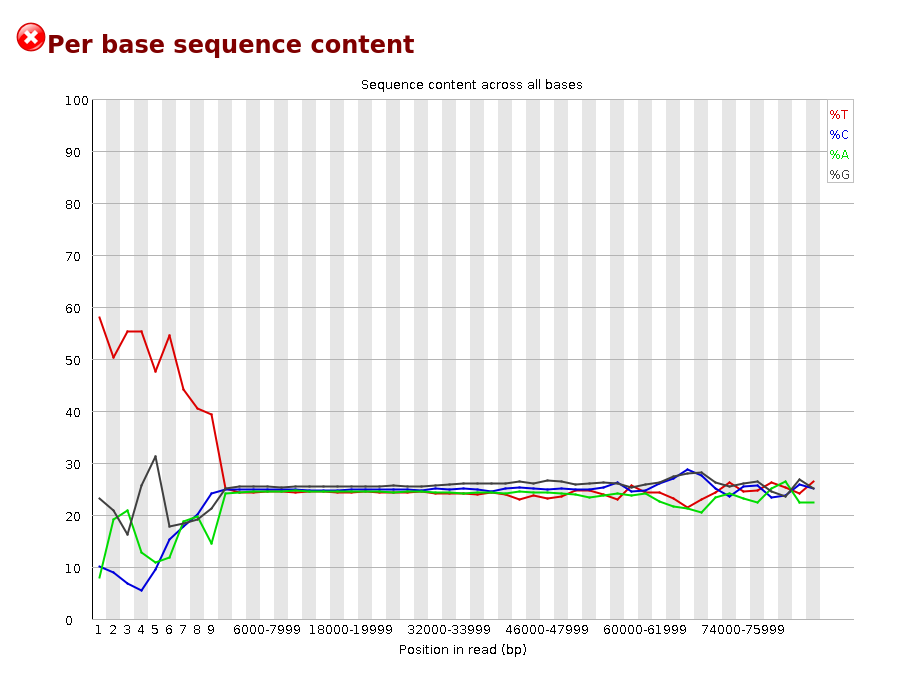 Per base sequence content
Sequence content across all bases
100
90
80
70
60
50
40
30
20
10
0
%T
%C
%A
%G
1 2 3 4 5 6 7 8 9 6000-7999 18000-19999 32000-33999 46000-47999 60000-61999 74000-75999
Position in read (bp)